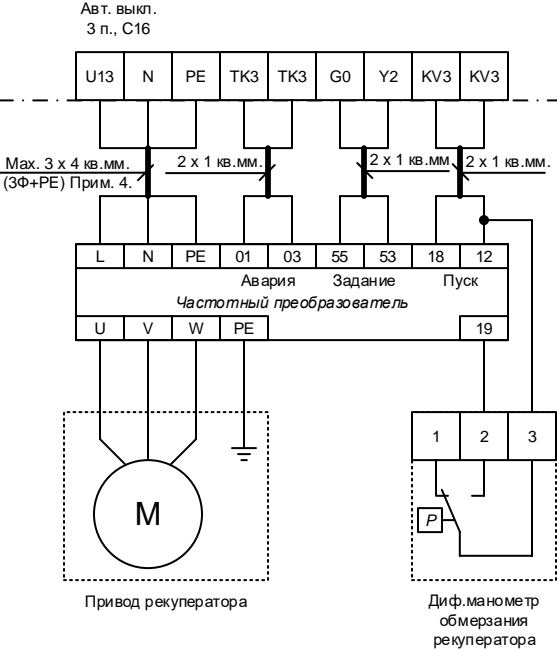 Авт. выкл.
3 п., C16
U13 N PE TK3 TK3 G0 Y2 KV3 KV3
Max. 3 x 4 кв.мм.
(3Ф+PE) Прим. 4.
2 x 1 кв.мм.
2 x 1 кв.мм
2 x 1 кв.мм.
L N PE 01 03 55 53 18 12
Авария Задание Пуск
Частотный преобразователь
U V W PE 19
1 2 3
M
P
Привод рекуператора
Диф.манометр
обмерзания
рекуператора